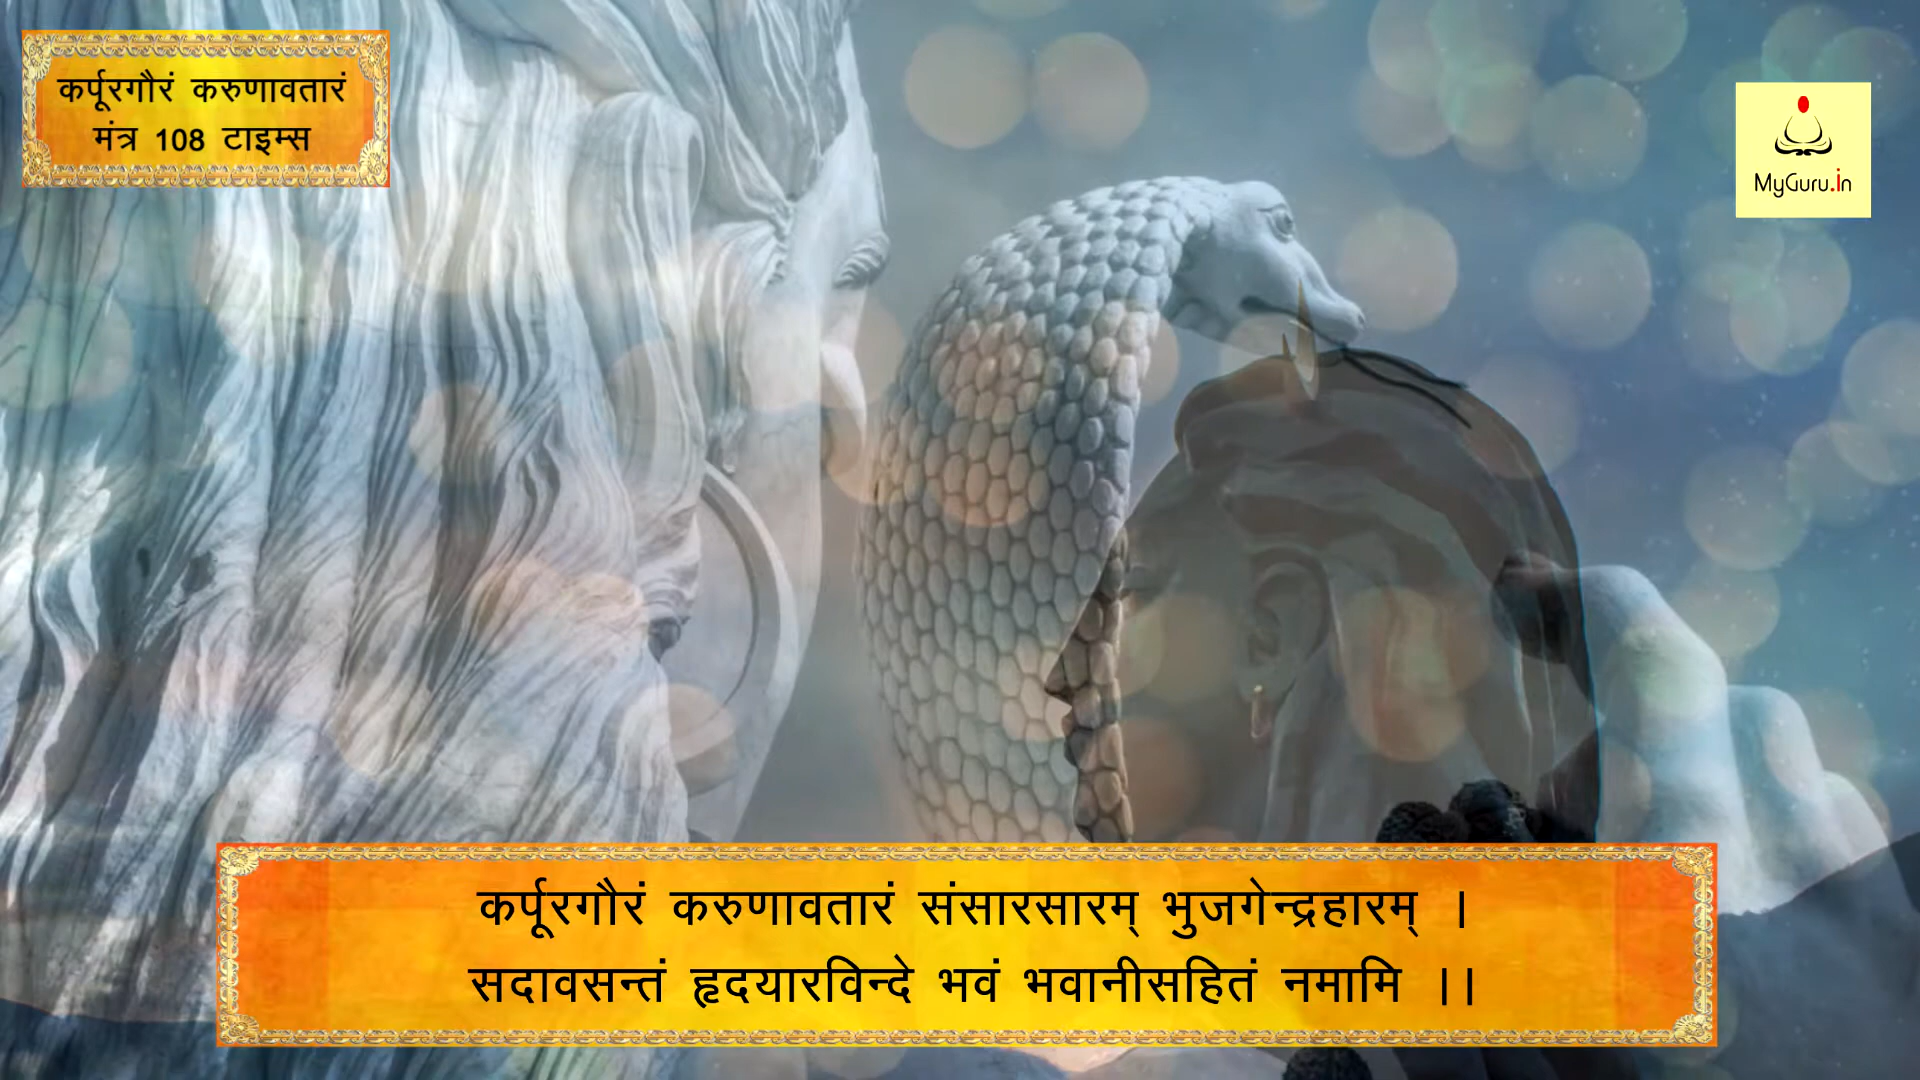 कर्पूरगौरं करुणावतारं
मंत्र 108 टाइम्स
MyGuru.in
कर्पूरगौरं करुणावतारं संसारसारम् भुजगेन्द्रहारम् ।
सदावसन्तं हृदयारविन्दे भवं भवानीसहितं नमामि ।।